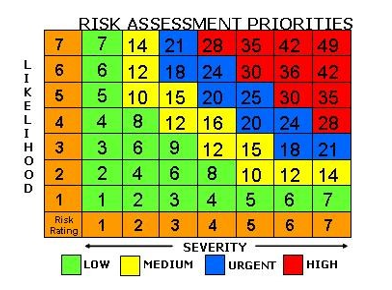 RISK ASSESSMENT PRIORITIES
LIKELIHOOD
7 7 14 21 28 35 42 49
6 6 12 18 24 30 36 42
5 5 10 15 20 25 30 35
4 4 8 12 16 20 24 28
3 3 6 9 12 15 18 21
2 2 4 6 8 10 12 14
1 1 2 3 4 5 6 7
Risk
Rating 1 2 3 4 5 6 7
SEVERITY
LOW MEDIUM URGENT HIGH